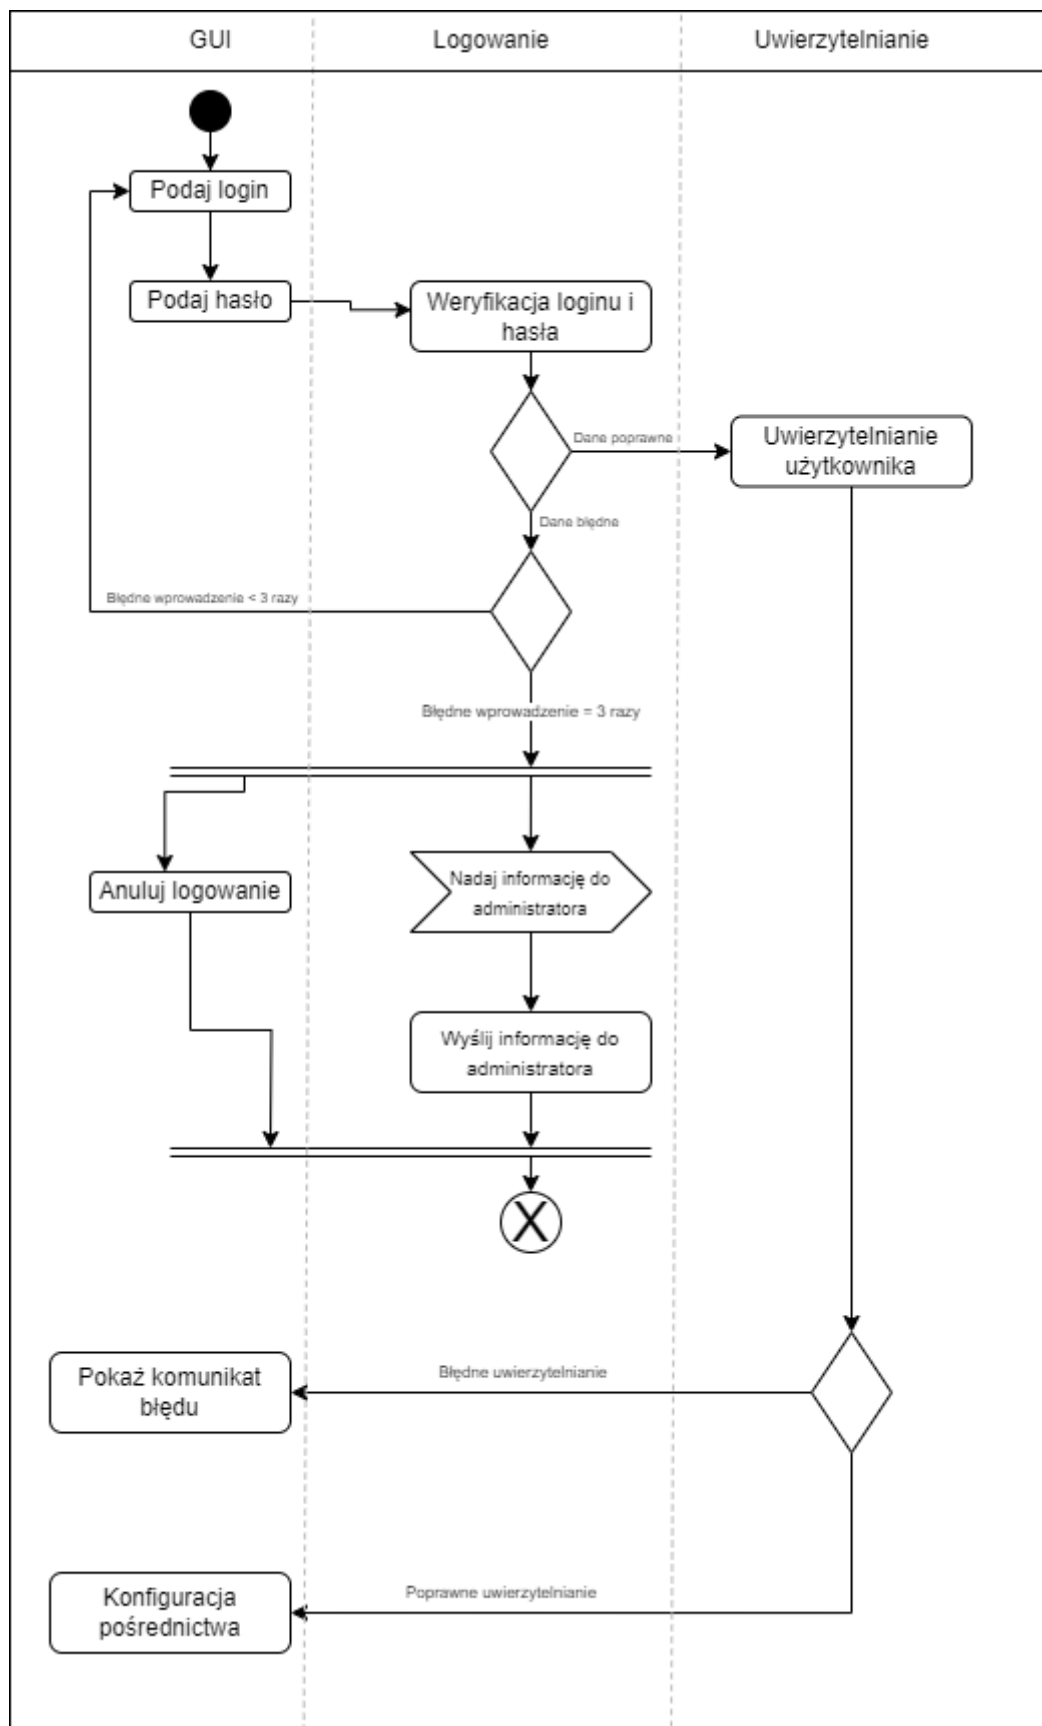 GUI
Logowanie
Uwierzytelnianie
Podaj login
Podaj hasło
Weryfikacja loginu i
hasła
Dane poprawne
Uwierzytelnianie
użytkownika
Dane błędne
Błędne wprowadzenie < 3 razy
Błędne wprowadzenie = 3 razy
Anuluj logowanie
Nadaj informację do
administratora
Wyślij informację do
administratora
X
Pokaż komunikat
błędu
Błędne uwierzytelnianie
Konfiguracja
pośrednictwa
Poprawne uwierzytelnianie